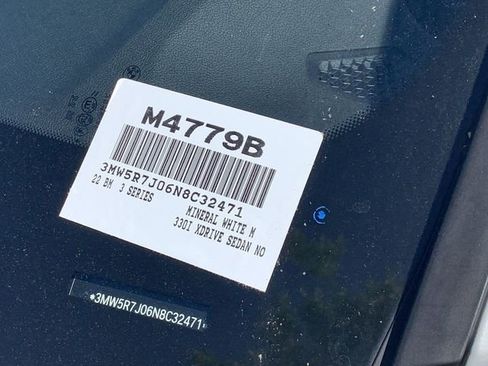 M4779B
3MW5R7J06N8C32471
22 BM 3 SERIES
MINERAL WHITE M
330I XDRIVE SEDAN NO
*3MW5R7J06N8C32471*